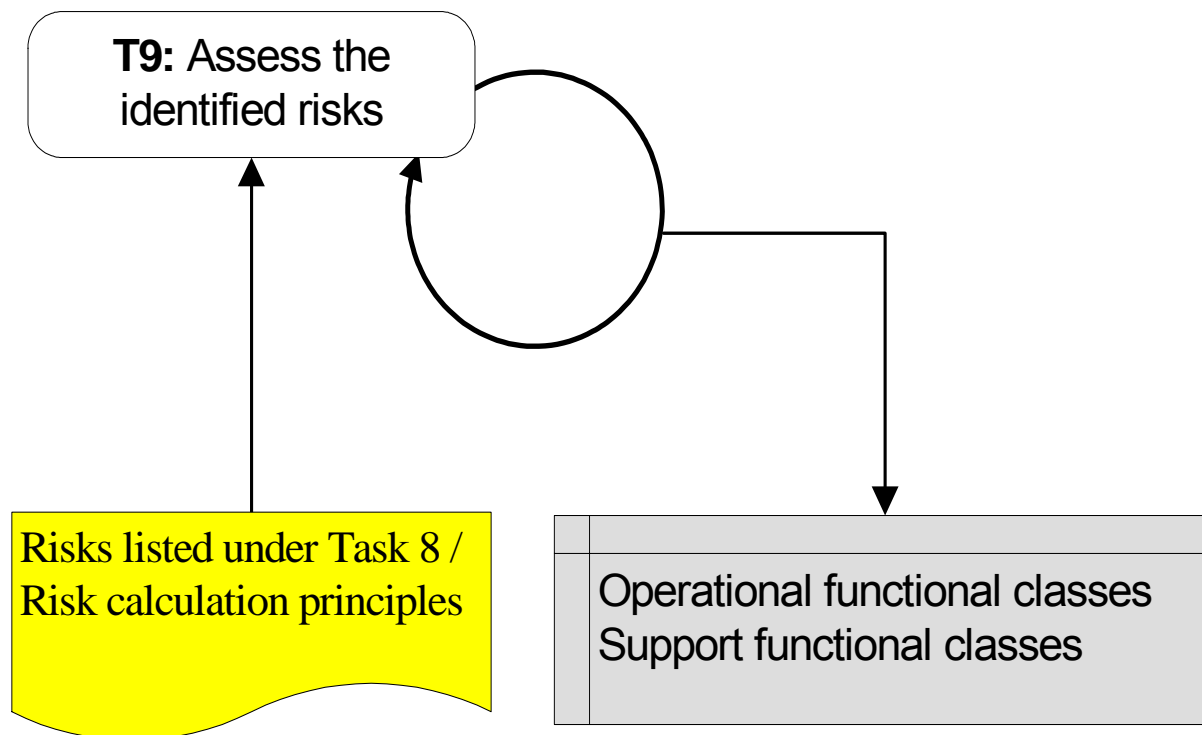 T9: Assess the
identified risks
Risks listed under Task 8 /
Risk calculation principles
Operational functional classes
Support functional classes